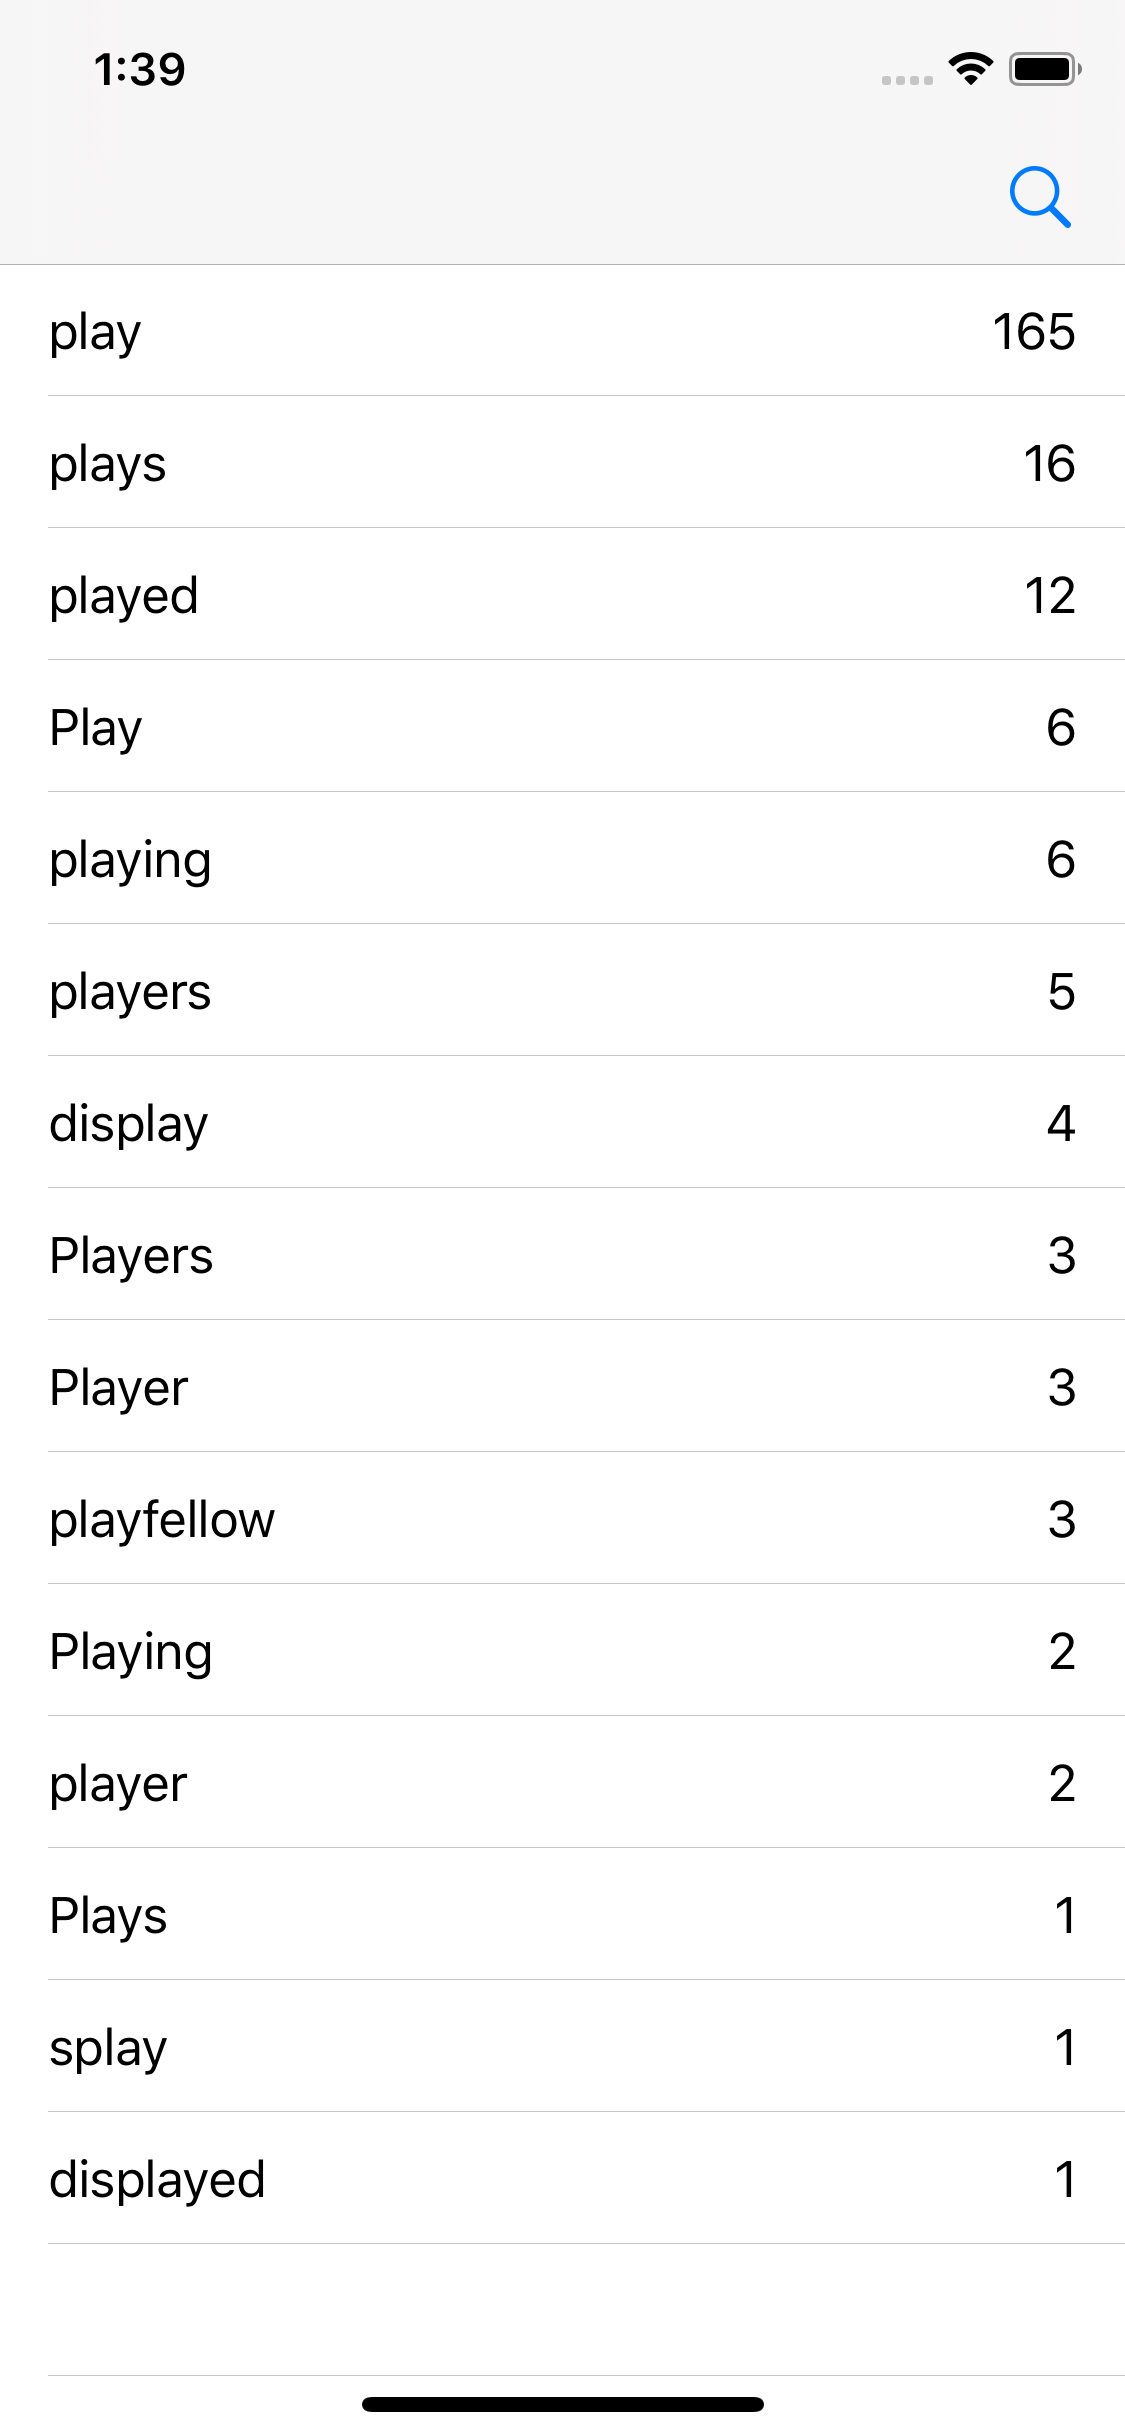 1:39
play 165
plays 16
played 12
Play 6
playing 6
players 5
display 4
Players 3
Player 3
playfellow 3
Playing 2
player 2
Plays 1
splay 1
displayed 1